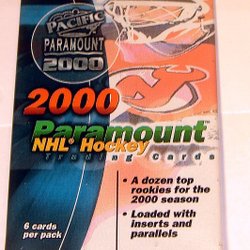 PACIFIC
PARAMOUNT
2000
2000
Paramount™
NHL® Hockey
Trading Cards
• A dozen top
rookies for the
2000 season
• Loaded with
inserts and
parallels
6 cards
per pack